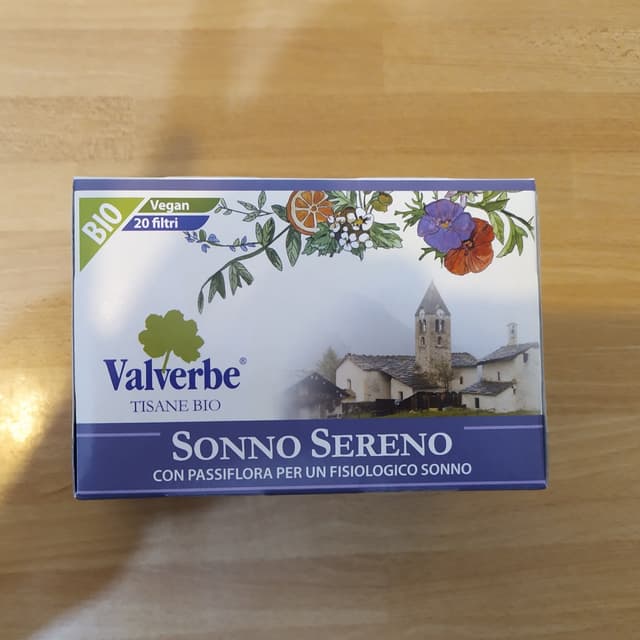 BIO
Vegan
20 filtri
Valverbe®
TISANE BIO
SONNO SERENO
CON PASSIFLORA PER UN FISIOLOGICO SONNO